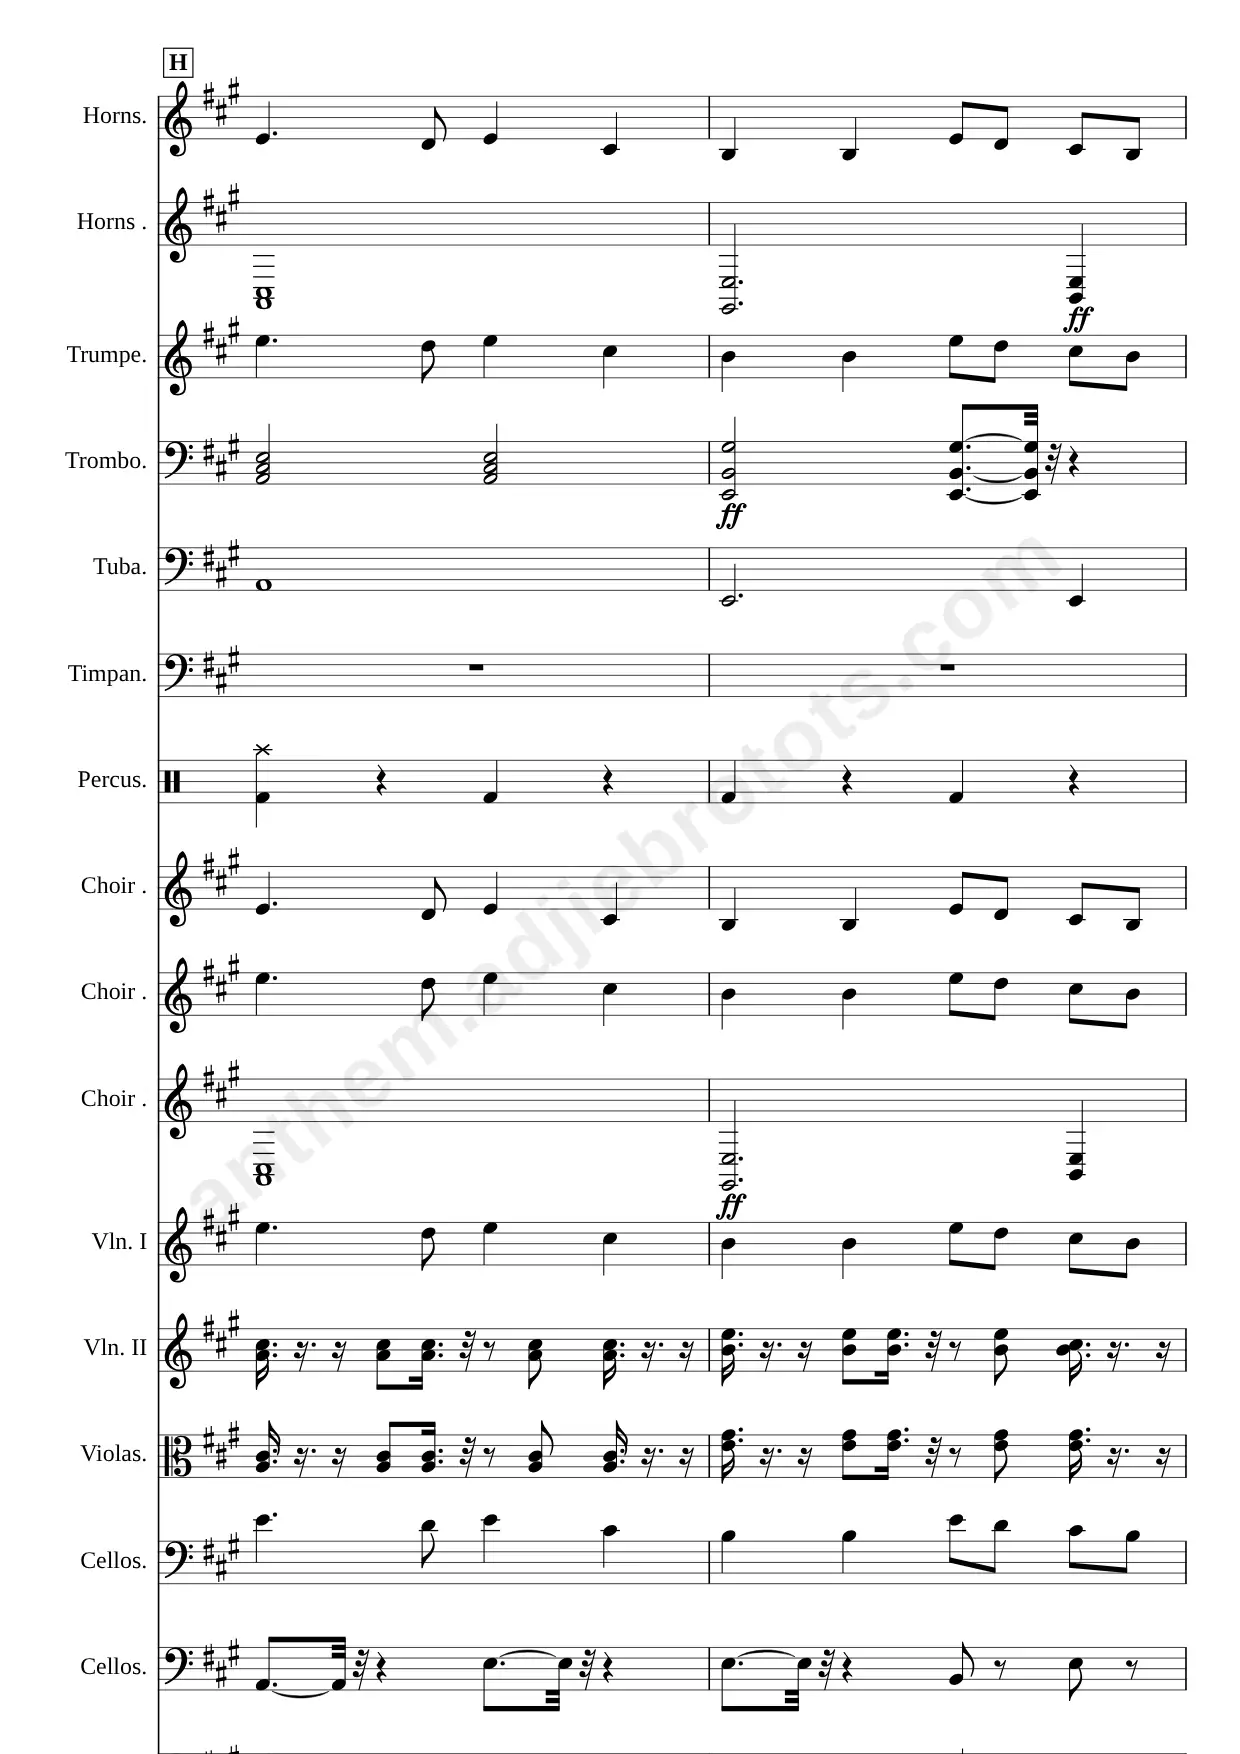 H
Horns.
Horns .
ff
Trumpe.
Trombo.
ff
Tuba.
Timpan.
Percus.
Choir .
Choir .
Choir .
ff
Vln. I
Vln. II
Violas.
Cellos.
Cellos.
anthem.adjiebrotots.com